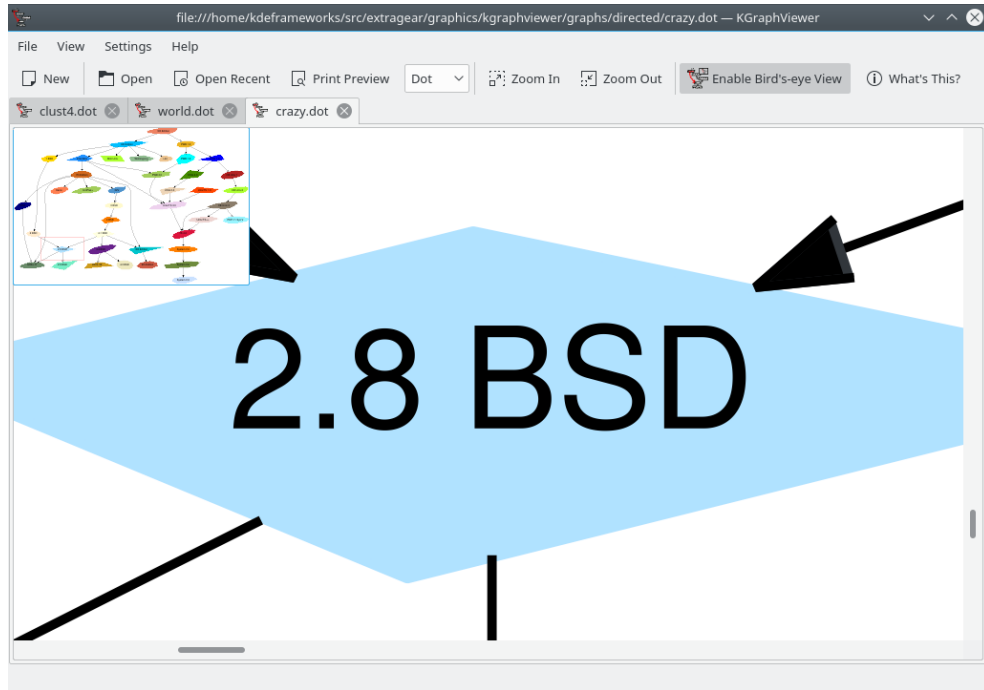 file:///home/kdeframeworks/src/extragear/graphics/kgraphviewer/graphs/directed/crazy.dot — KGraphViewer
File View Settings Help
New Open Open Recent Print Preview Dot Zoom In Zoom Out Enable Bird's-eye View What's This?
clust4.dot world.dot crazy.dot
2.8 BSD